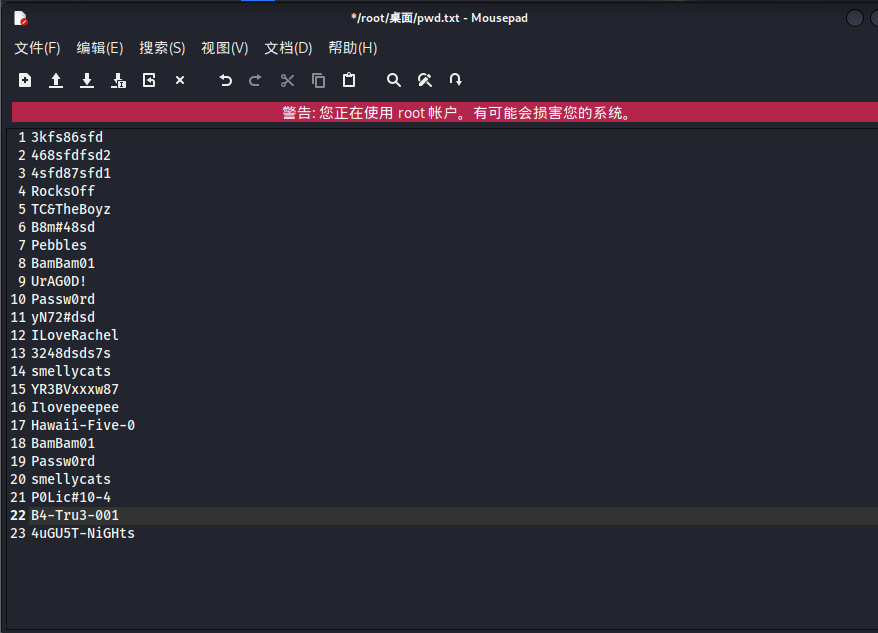 */root/桌面/pwd.txt - Mousepad
文件(F) 编辑(E) 搜索(S) 视图(V) 文档(D) 帮助(H)
警告: 您正在使用 root 帐户。有可能会损害您的系统。
1 3kfs86sfd
2 468sfdfsd2
3 4sfd87sfd1
4 RocksOff
5 TC&TheBoyz
6 B8m#48sd
7 Pebbles
8 BamBam01
9 UrAG0D!
10 Passw0rd
11 yN72#dsd
12 ILoveRachel
13 3248dsds7s
14 smellycats
15 YR3BVxxxw87
16 Ilovepeepee
17 Hawaii-Five-0
18 BamBam01
19 Passw0rd
20 smellycats
21 P0Lic#10-4
22 B4-Tru3-001
23 4uGU5T-NiGHts